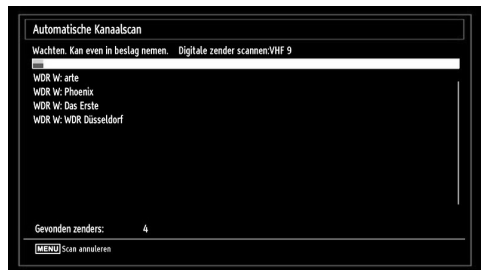 Automatische Kanaalscan
Wachten. Kan even in beslag nemen. Digitale zender scannen:VHF 9
WDR W: arte
WDR W: Phoenix
WDR W: Das Erste
WDR W: WDR Düsseldorf
Gevonden zenders: 4
MENU Scan annuleren